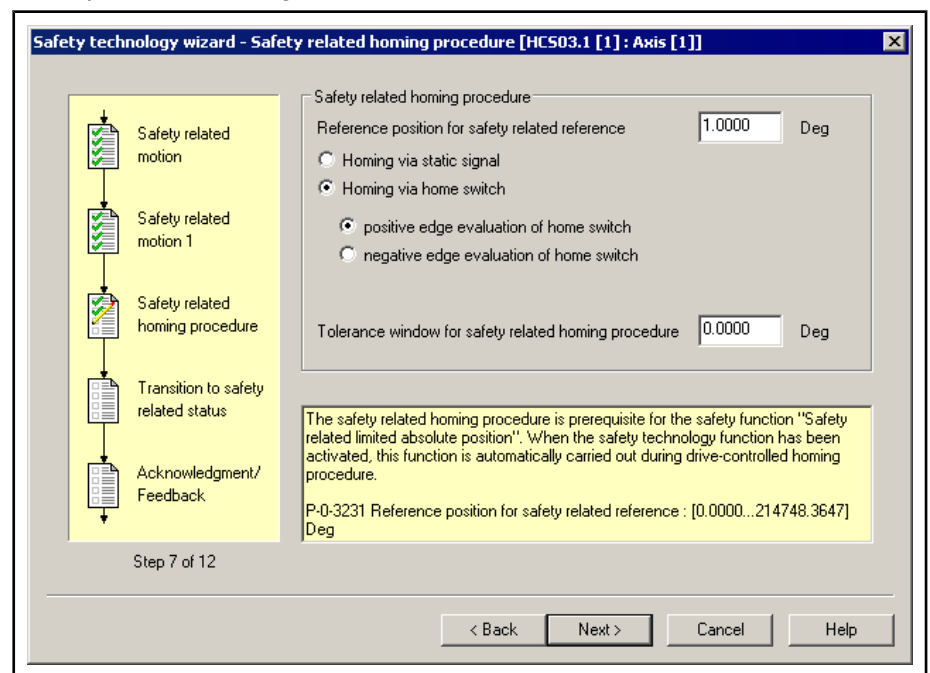 Safety technology wizard - Safety related homing procedure [HCS03.1 [1] : Axis [1]]
Safety related
motion
Safety related
motion 1
Safety related
homing procedure
Transition to safety
related status
Acknowledgment/
Feedback
Step 7 of 12
Safety related homing procedure
Reference position for safety related reference 1.0000 Deg
Homing via static signal
Homing via home switch
positive edge evaluation of home switch
negative edge evaluation of home switch
Tolerance window for safety related homing procedure 0.0000 Deg
The safety related homing procedure is prerequisite for the safety function "Safety
related limited absolute position". When the safety technology function has been
activated, this function is automatically carried out during drive-controlled homing
procedure.
P-0-3231 Reference position for safety related reference : [0.0000...214748.3647]
Deg
< Back Next > Cancel Help